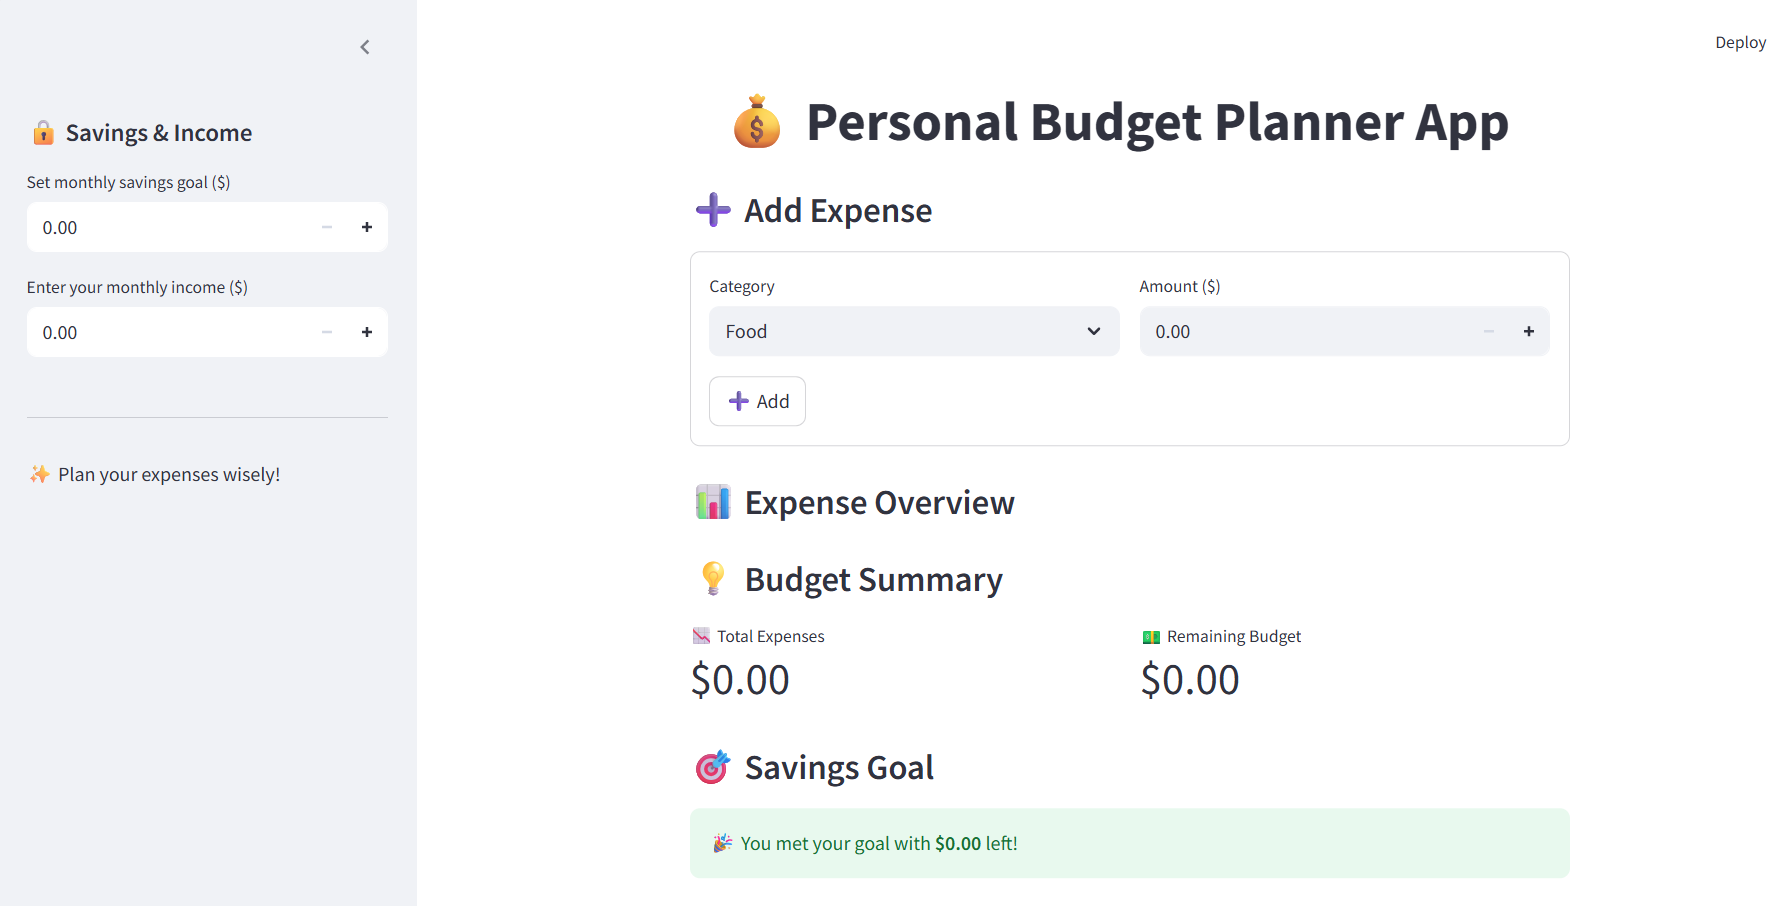 Deploy
Savings & Income
Set monthly savings goal ($)
0.00
Enter your monthly income ($)
0.00
✨ Plan your expenses wisely!
Personal Budget Planner App
Add Expense
Category
Amount ($)
Food
0.00
Add
Expense Overview
Budget Summary
Total Expenses
Remaining Budget
$0.00
$0.00
Savings Goal
You met your goal with $0.00 left!